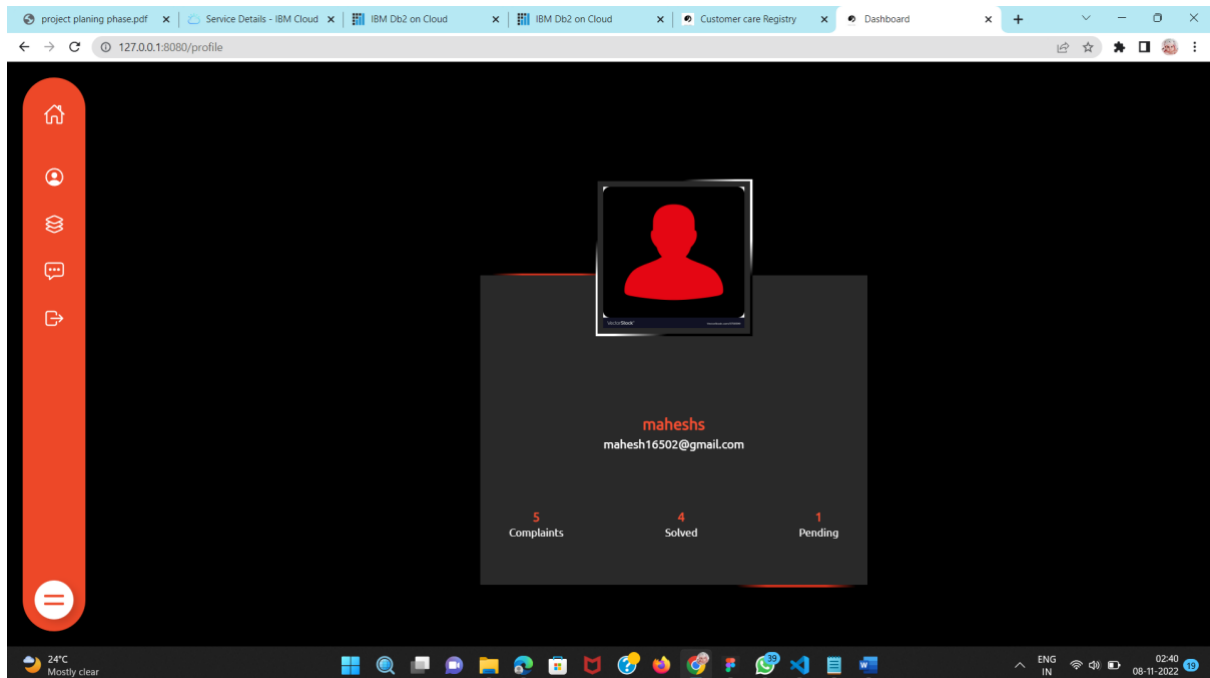 project planing phase.pdf
Service Details - IBM Cloud
IBM Db2 on Cloud
IBM Db2 on Cloud
Customer care Registry
Dashboard
127.0.0.1:8080/profile
VectorStock
maheshs
mahesh16502@gmail.com
5 4 1
Complaints Solved Pending
24°C
Mostly clear
39
ENG
IN
02:40
08-11-2022
19